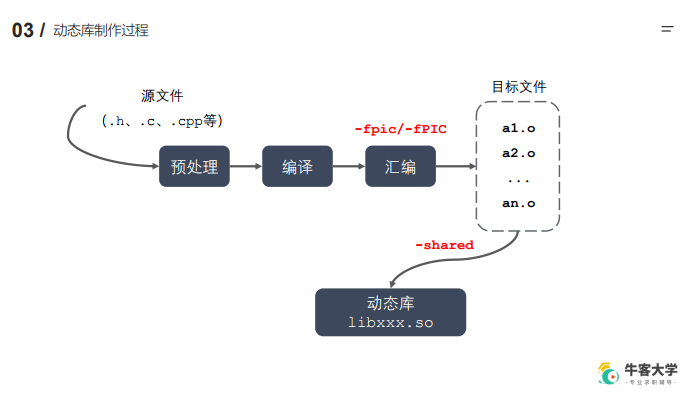 03 / 动态库制作过程
源文件
(.h、.c、.cpp等)
目标文件
-fpic/-fPIC
预处理
编译
汇编
a1.o
a2.o
...
an.o
-shared
动态库
libxxx.so
牛客大学
·专业求职辅导·